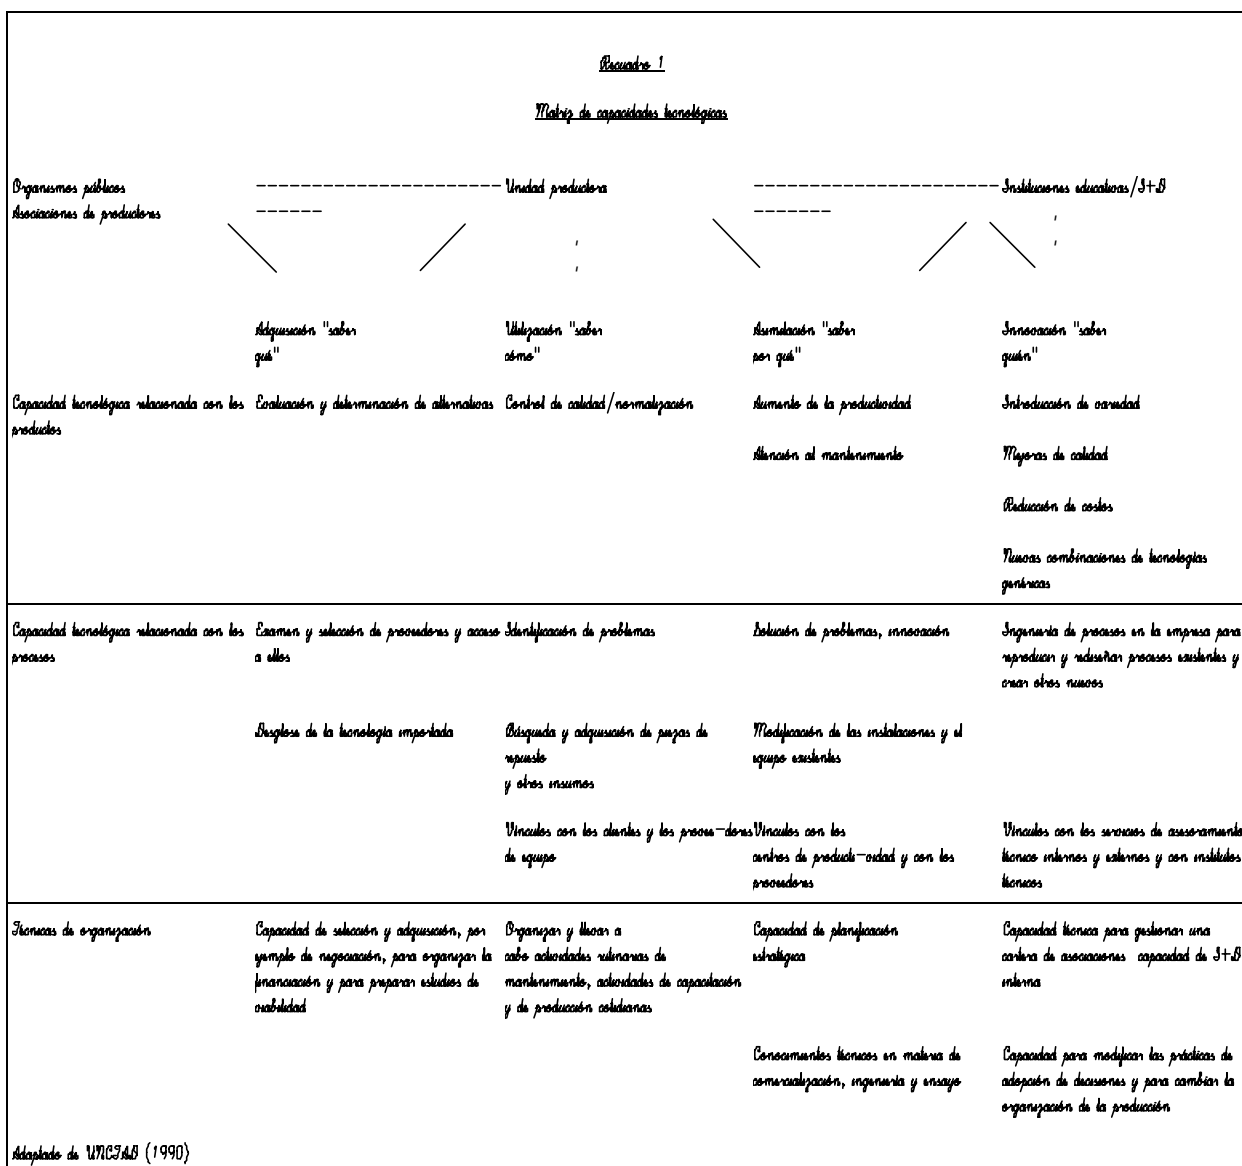 Recuadro 1
Matriz de capacidades tecnológicas
Organismos públicos
Asociaciones de productores
Unidad productora
Instituciones educativas/I+D
Adquisición "saber
qué"
Utilización "saber
cómo"
Asimilación "saber
por qué"
Innovación "saber
quién"
Capacidad tecnológica relacionada con los
productos
Evaluación y determinación de alternativas
Control de calidad/normalización
Aumento de la productividad
Atención al mantenimiento
Introducción de variedad
Mejoras de calidad
Reducción de costos
Nuevas combinaciones de tecnologías
genéricas
Capacidad tecnológica relacionada con los
procesos
Examen y selección de proveedores y acceso
a ellos
Identificación de problemas
Solución de problemas, innovación
Ingeniería de procesos en la empresa para
reproducir y rediseñar procesos existentes y
crear otros nuevos
Desglose de la tecnología importada
Búsqueda y adquisición de piezas de
repuesto
y otros insumos
Modificación de las instalaciones y el
equipo existentes
Vínculos con los clientes y los provee-dores
de equipo
Vínculos con los
centros de producti-vidad y con los
proveedores
Vínculos con los servicios de asesoramiento
técnico internos y externos y con institutos
técnicos
Técnicas de organización
Capacidad de selección y adquisición, por
ejemplo de negociación, para organizar la
financiación y para preparar estudios de
viabilidad
Organizar y llevar a
cabo actividades rutinarias de
mantenimiento, actividades de capacitación
y de producción cotidianas
Capacidad de planificación
estratégica
Capacidad técnica para gestionar una
cartera de asociaciones capacidad de I+D
interna
Conocimientos técnicos en materia de
comercialización, ingeniería y ensayo
Capacidad para modificar las prácticas de
adopción de decisiones y para cambiar la
organización de la producción
Adaptado de UNCTAD (1990)